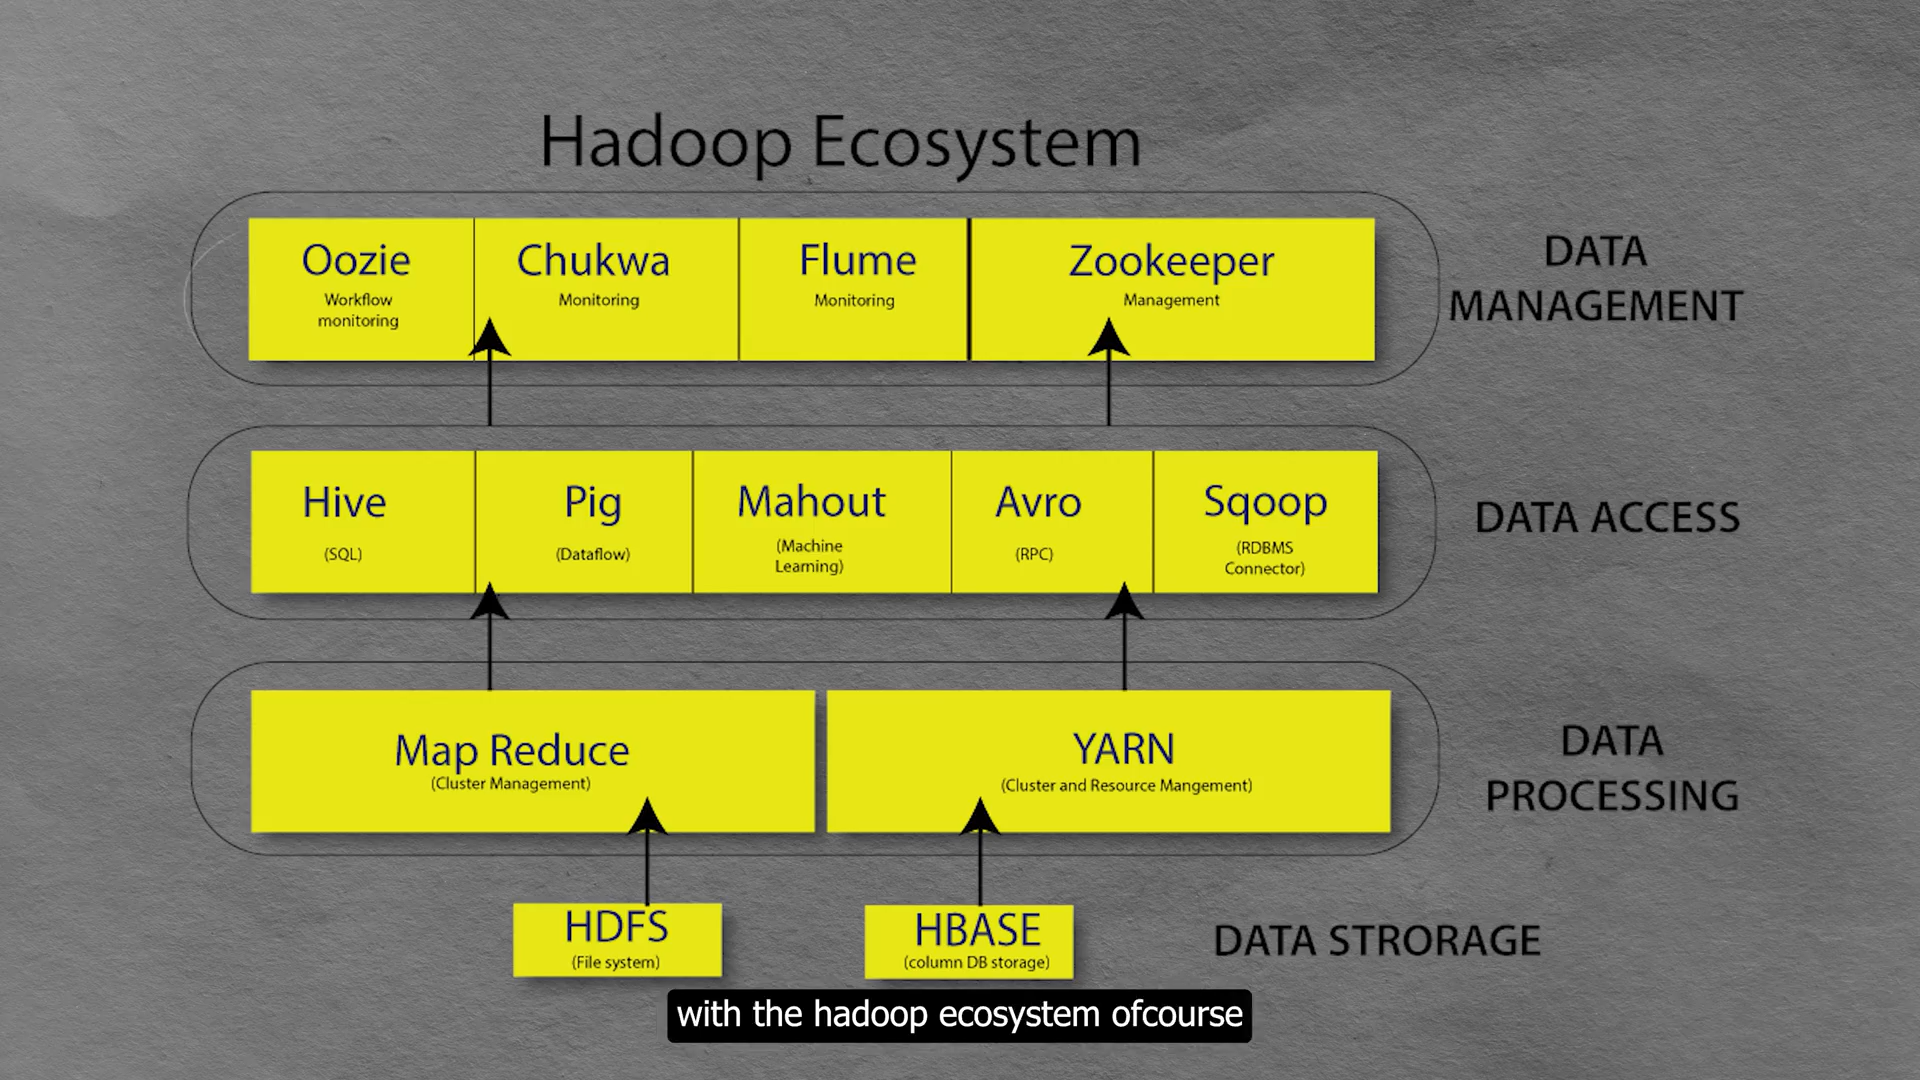 Hadoop Ecosystem
Oozie
Workflow
monitoring
Chukwa
Monitoring
Flume
Monitoring
Zookeeper
Management
DATA
MANAGEMENT
Hive
(SQL)
Pig
(Dataflow)
Mahout
(Machine
Learning)
Avro
(RPC)
Sqoop
(RDBMS
Connector)
DATA ACCESS
Map Reduce
(Cluster Management)
YARN
(Cluster and Resource Mangement)
DATA
PROCESSING
HDFS
(File system)
HBASE
(column DB storage)
DATA STRORAGE
with the hadoop ecosystem ofcourse